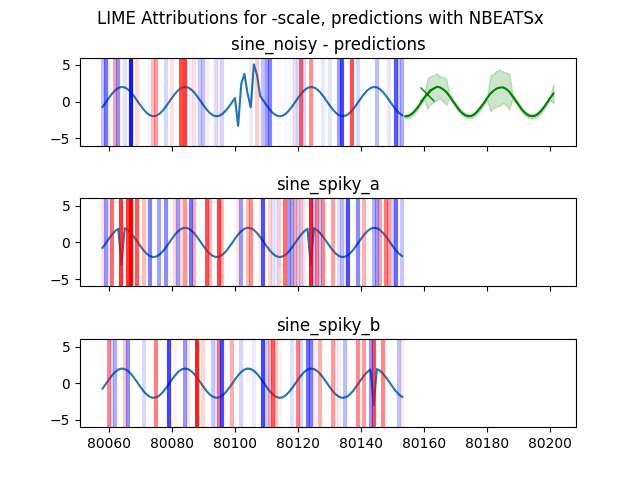 LIME Attributions for -scale, predictions with NBEATSx
sine_noisy - predictions
5
0
−5
sine_spiky_a
5
0
−5
sine_spiky_b
5
0
−5
80060 80080 80100 80120 80140 80160 80180 80200